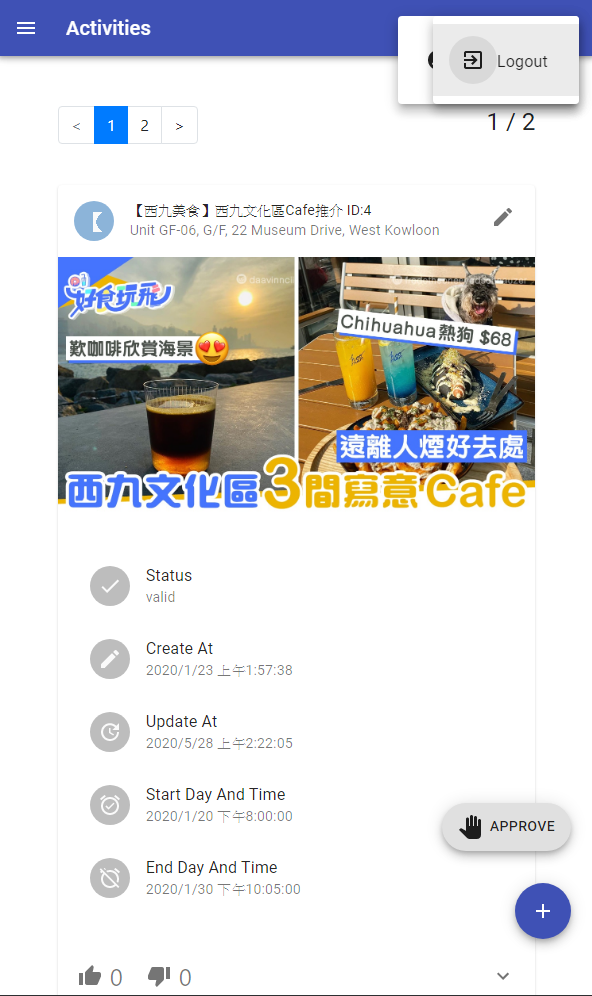 Activities
Logout
<
1
2
>
1 / 2
【西九美食】西九文化區Cafe推介 ID:4
Unit GF-06, G/F, 22 Museum Drive, West Kowloon
好食玩飛
歎咖啡欣賞海景
Chihuahua熱狗 $68
遠離人煙好去處
西九文化區3間寫意Cafe
Status
valid
Create At
2020/1/23 上午1:57:38
Update At
2020/5/28 上午2:22:05
Start Day And Time
2020/1/20 下午8:00:00
APPROVE
End Day And Time
2020/1/30 下午10:05:00
0
0